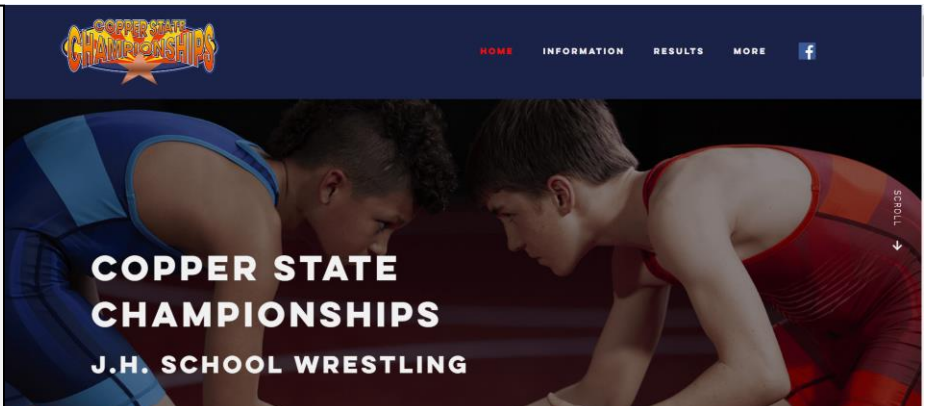 COPPER STATE
CHAMPIONSHIPS
HOME INFORMATION RESULTS MORE f
SCROLL
COPPER STATE
CHAMPIONSHIPS
J.H. SCHOOL WRESTLING